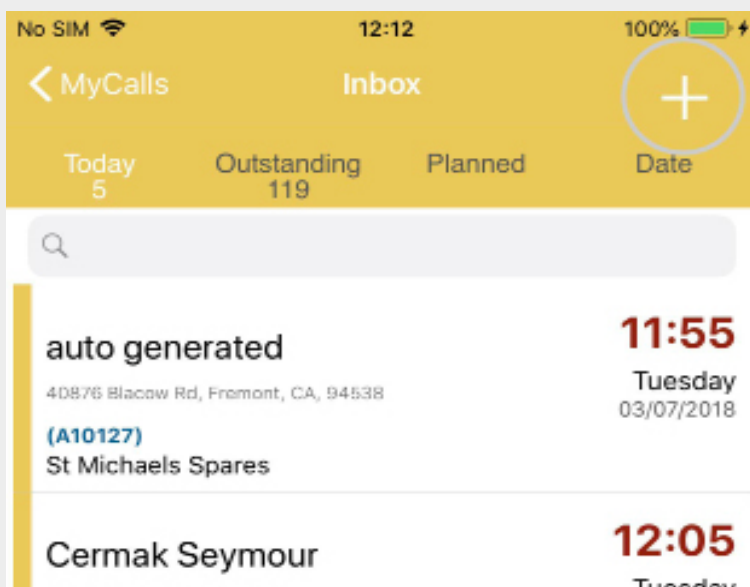 No SIM 12:12 100%
MyCalls Inbox +
Today Outstanding Planned Date
5 119
auto generated 11:55
40876 Blacow Rd, Fremont, CA, 94538 Tuesday
03/07/2018
(A10127)
St Michaels Spares
Cermak Seymour 12:05
Tuesday